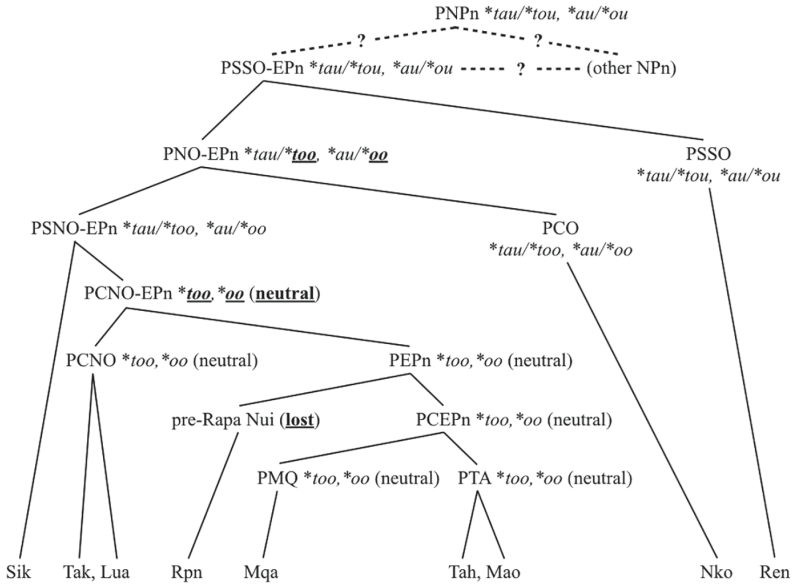 PNPn *tau/*tou, *au/*ou
? ?
PSSO-EPn *tau/*tou, *au/*ou ? (other NPn)
PNO-EPn *tau/*too, *au/*oo
PSSO
*tau/*tou, *au/*ou
PSNO-EPn *tau/*too, *au/*oo
PCO
*tau/*too, *au/*oo
PCNO-EPn *too, *oo (neutral)
PCNO *too, *oo (neutral)
PEPn *too, *oo (neutral)
pre-Rapa Nui (lost)
PCEPn *too, *oo (neutral)
PMQ *too, *oo (neutral)
PTA *too, *oo (neutral)
Sik Tak, Lua Rpn Mqa Tah, Mao Nko Ren